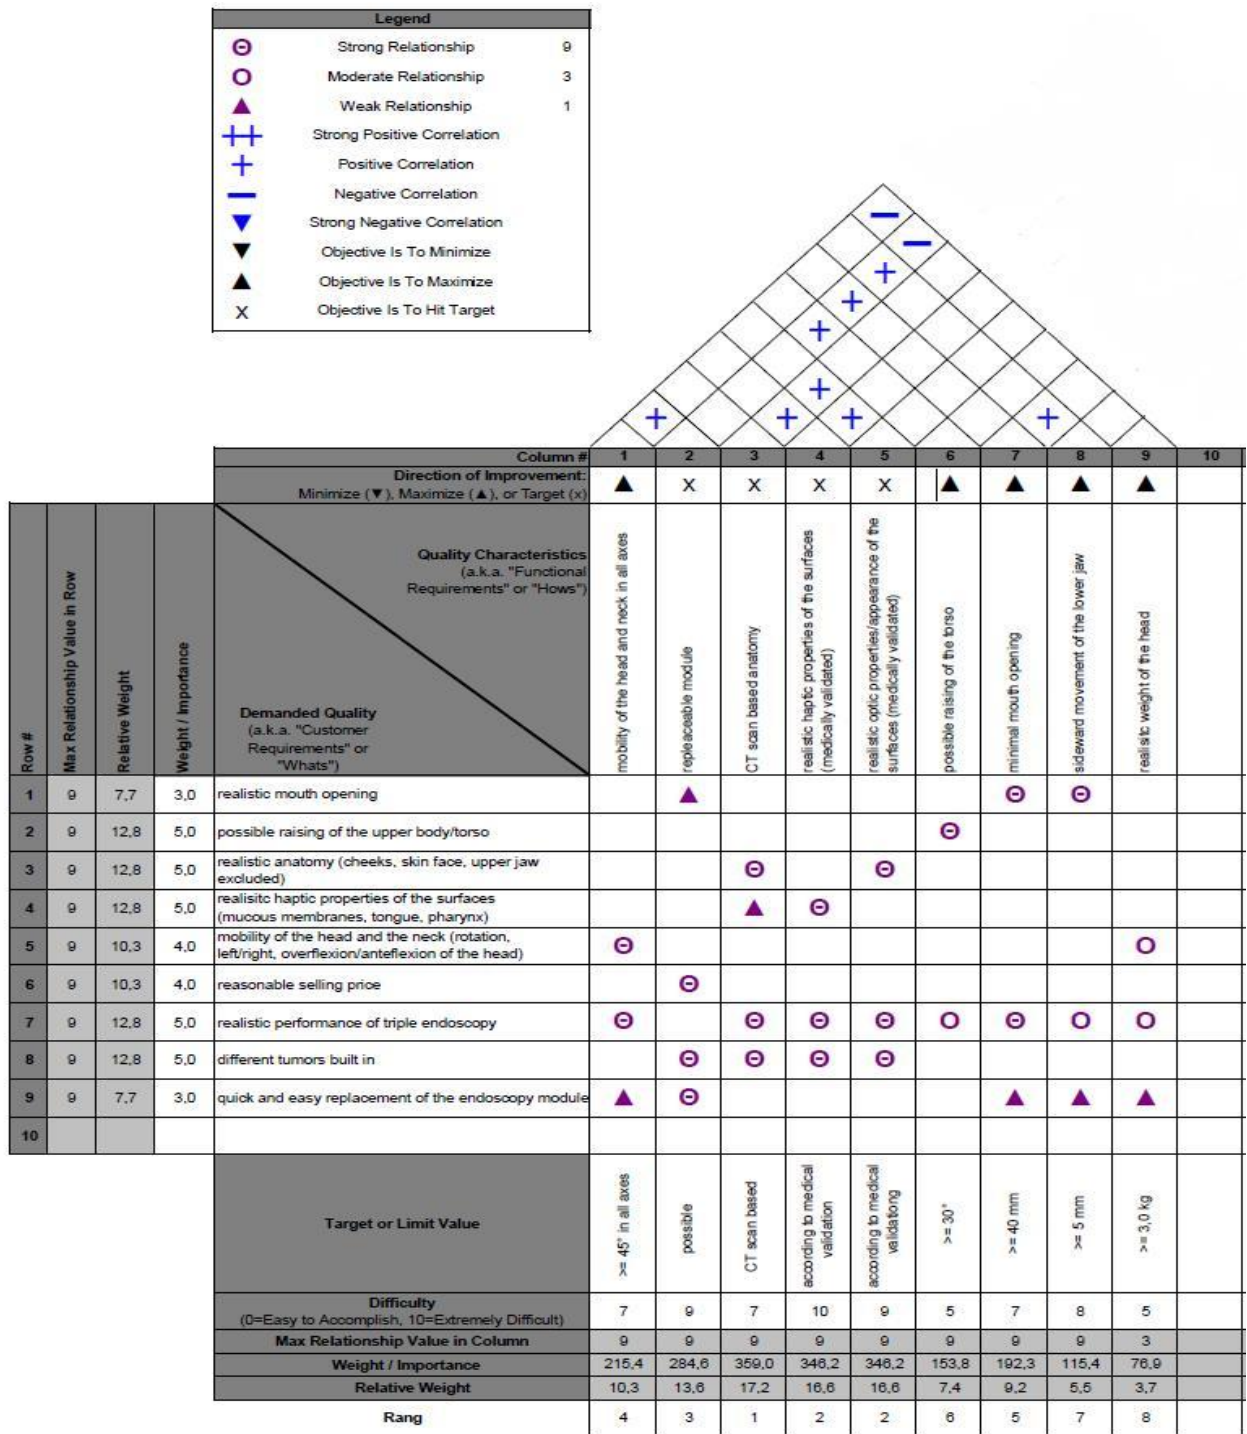 Legend
Θ Strong Relationship 9
Ο Moderate Relationship 3
▲ Weak Relationship 1
┼┼ Strong Positive Correlation
┼ Positive Correlation
▬ Negative Correlation
▼ Strong Negative Correlation
▼ Objective Is To Minimize
▲ Objective Is To Maximize
x Objective Is To Hit Target
Column # 1 2 3 4 5 6 7 8 9 10
Direction of Improvement:
Minimize (▼), Maximize (▲), or Target (x) ▲ x x x x ▲ ▲ ▲ ▲
Row #
Max Relationship Value in Row
Relative Weight
Weight / Importance
Quality Characteristics
(a.k.a. "Functional
Requirements" or "Hows")
Demanded Quality
(a.k.a. "Customer
Requirements" or
"Whats")
mobility of the head and neck in all axes
repleaceable module
CT scan based anatomy
realistic haptic properties of the surfaces
(medically validated)
realistic optic properties/appearance of the
surfaces (medically validated)
possible raising of the torso
minimal mouth opening
sideward movement of the lower jaw
realisitc weight of the head
1 9 7,7 3,0 realistic mouth opening ▲ Θ Θ
2 9 12,8 5,0 possible raising of the upper body/torso Θ
3 9 12,8 5,0 realistic anatomy (cheeks, skin face, upper jaw
excluded) Θ Θ
4 9 12,8 5,0 realisitc haptic properties of the surfaces
(mucous membranes, tongue, pharynx) ▲ Θ
5 9 10,3 4,0 mobility of the head and the neck (rotation,
left/right, overflexion/anteflexion of the head) Θ Ο
6 9 10,3 4,0 reasonable selling price Θ
7 9 12,8 5,0 realistic performance of triple endoscopy Θ Θ Θ Θ Ο Θ Ο Ο
8 9 12,8 5,0 different tumors built in Θ Θ Θ Θ
9 9 7,7 3,0 quick and easy replacement of the endoscopy module ▲ Θ ▲ ▲ ▲
10
Target or Limit Value
>= 45° in all axes
possible
CT scan based
according to medical
validation
according to medical
validationg
>= 30°
>= 40 mm
>= 5 mm
>= 3,0 kg
Difficulty
(0=Easy to Accomplish, 10=Extremely Difficult) 7 9 7 10 9 5 7 8 5
Max Relationship Value in Column 9 9 9 9 9 9 9 9 3
Weight / Importance 215,4 284,6 359,0 346,2 346,2 153,8 192,3 115,4 76,9
Relative Weight 10,3 13,6 17,2 16,6 16,6 7,4 9,2 5,5 3,7
Rang 4 3 1 2 2 6 5 7 8